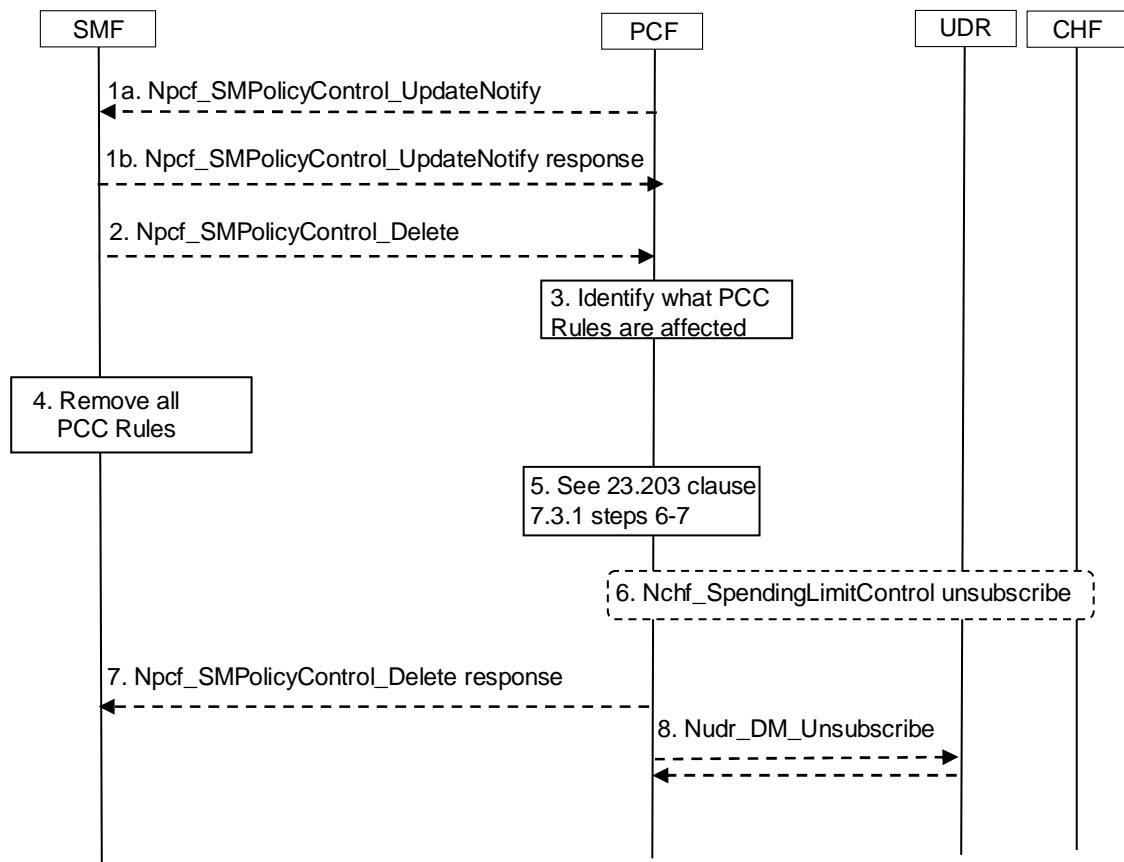 SMF
PCF
UDR
CHF
1a. Npcf_SMPolicyControl_UpdateNotify
1b. Npcf_SMPolicyControl_UpdateNotify response
2. Npcf_SMPolicyControl_Delete
3. Identify what PCC
Rules are affected
4. Remove all
PCC Rules
5. See 23.203 clause
7.3.1 steps 6-7
6. Nchf_SpendingLimitControl unsubscribe
7. Npcf_SMPolicyControl_Delete response
8. Nudr_DM_Unsubscribe